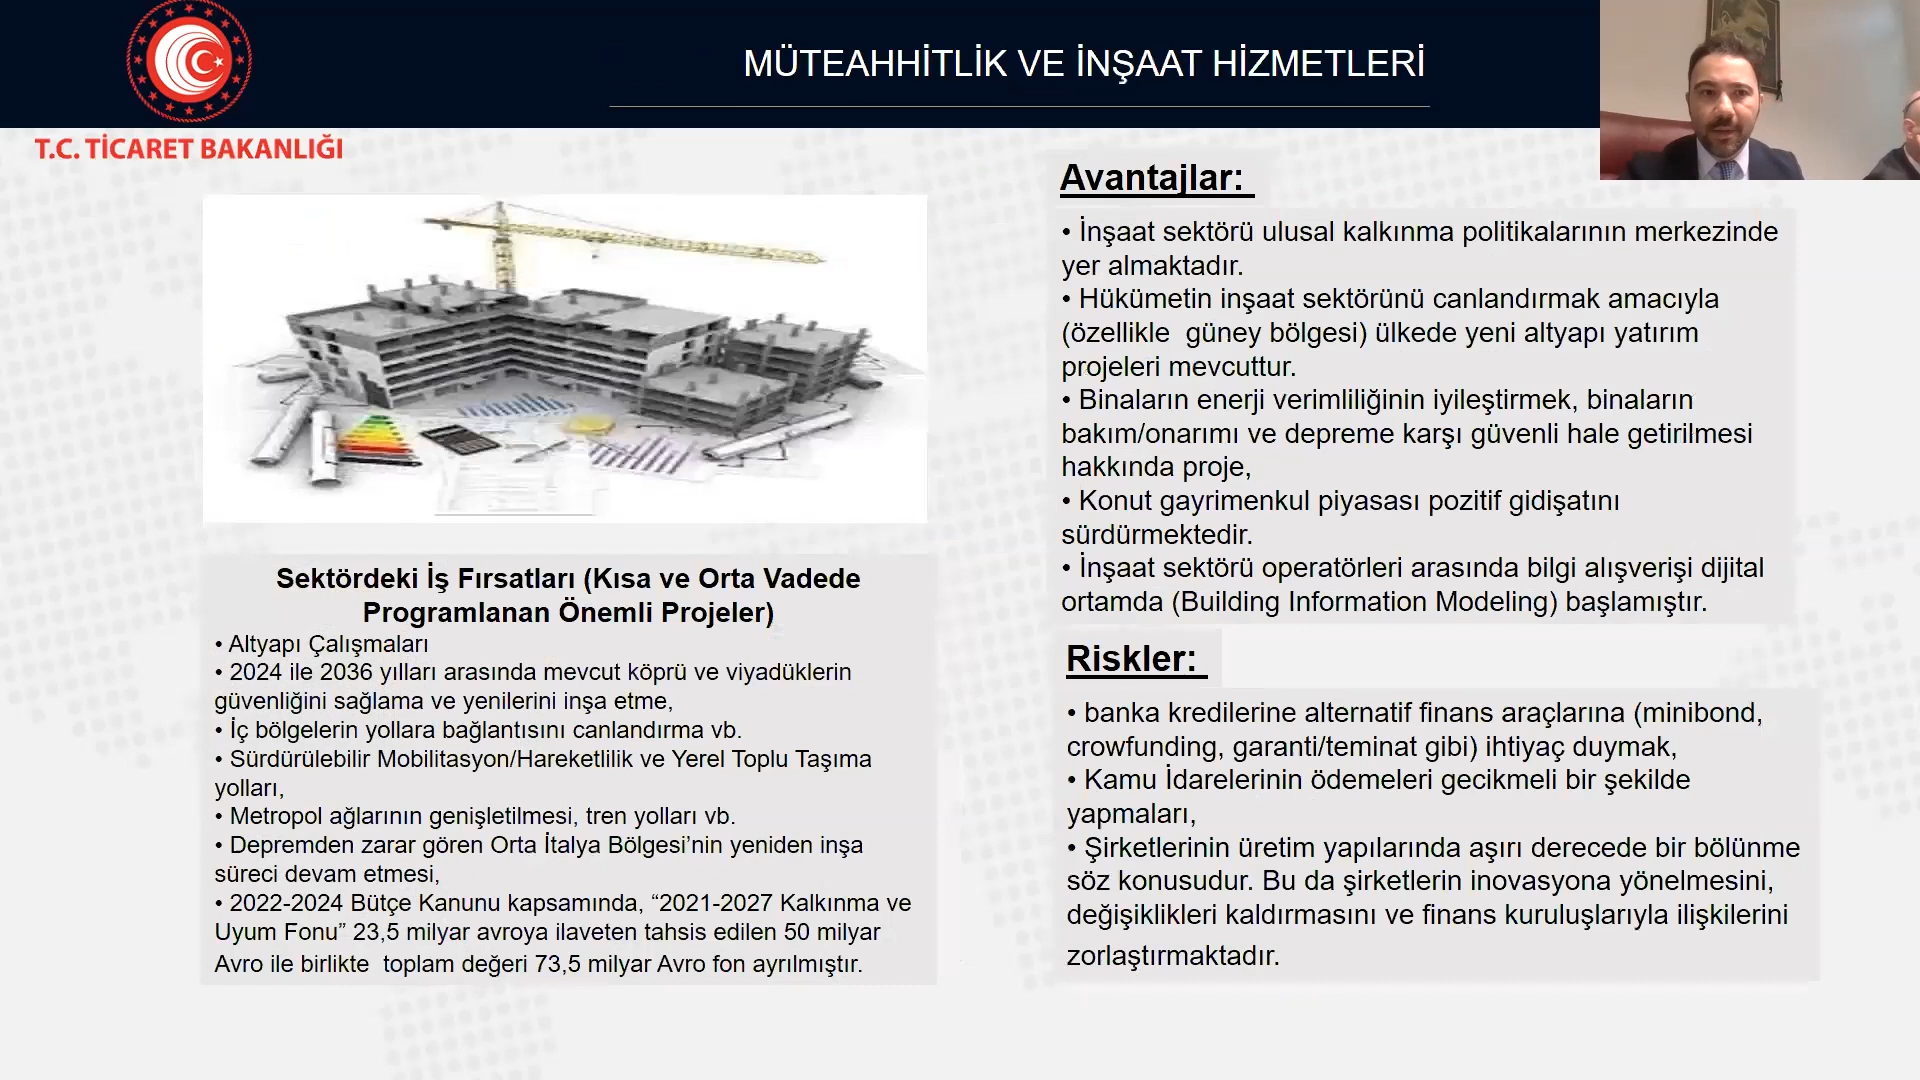 MÜTEAHHİTLİK VE İNŞAAT HİZMETLERİ
T.C. TİCARET BAKANLIĞI
Sektördeki İş Fırsatları (Kısa ve Orta Vadede
Programlanan Önemli Projeler)
• Altyapı Çalışmaları
• 2024 ile 2036 yılları arasında mevcut köprü ve viyadüklerin
güvenliğini sağlama ve yenilerini inşa etme,
• İç bölgelerin yollara bağlantısını canlandırma vb.
• Sürdürülebilir Mobilitasyon/Hareketlilik ve Yerel Toplu Taşıma
yolları,
• Metropol ağlarının genişletilmesi, tren yolları vb.
• Depremden zarar gören Orta İtalya Bölgesi’nin yeniden inşa
süreci devam etmesi,
• 2022-2024 Bütçe Kanunu kapsamında, “2021-2027 Kalkınma ve
Uyum Fonu” 23,5 milyar avroya ilaveten tahsis edilen 50 milyar
Avro ile birlikte toplam değeri 73,5 milyar Avro fon ayrılmıştır.
Avantajlar:
• İnşaat sektörü ulusal kalkınma politikalarının merkezinde
yer almaktadır.
• Hükümetin inşaat sektörünü canlandırmak amacıyla
(özellikle güney bölgesi) ülkede yeni altyapı yatırım
projeleri mevcuttur.
• Binaların enerji verimliliğinin iyileştirmek, binaların
bakım/onarımı ve depreme karşı güvenli hale getirilmesi
hakkında proje,
• Konut gayrimenkul piyasası pozitif gidişatını
sürdürmektedir.
• İnşaat sektörü operatörleri arasında bilgi alışverişi dijital
ortamda (Building Information Modeling) başlamıştır.
Riskler:
• banka kredilerine alternatif finans araçlarına (minibond,
crowfunding, garanti/teminat gibi) ihtiyaç duymak,
• Kamu İdarelerinin ödemeleri gecikmeli bir şekilde
yapmaları,
• Şirketlerinin üretim yapılarında aşırı derecede bir bölünme
söz konusudur. Bu da şirketlerin inovasyona yönelmesini,
değişiklikleri kaldırmasını ve finans kuruluşlarıyla ilişkilerini
zorlaştırmaktadır.